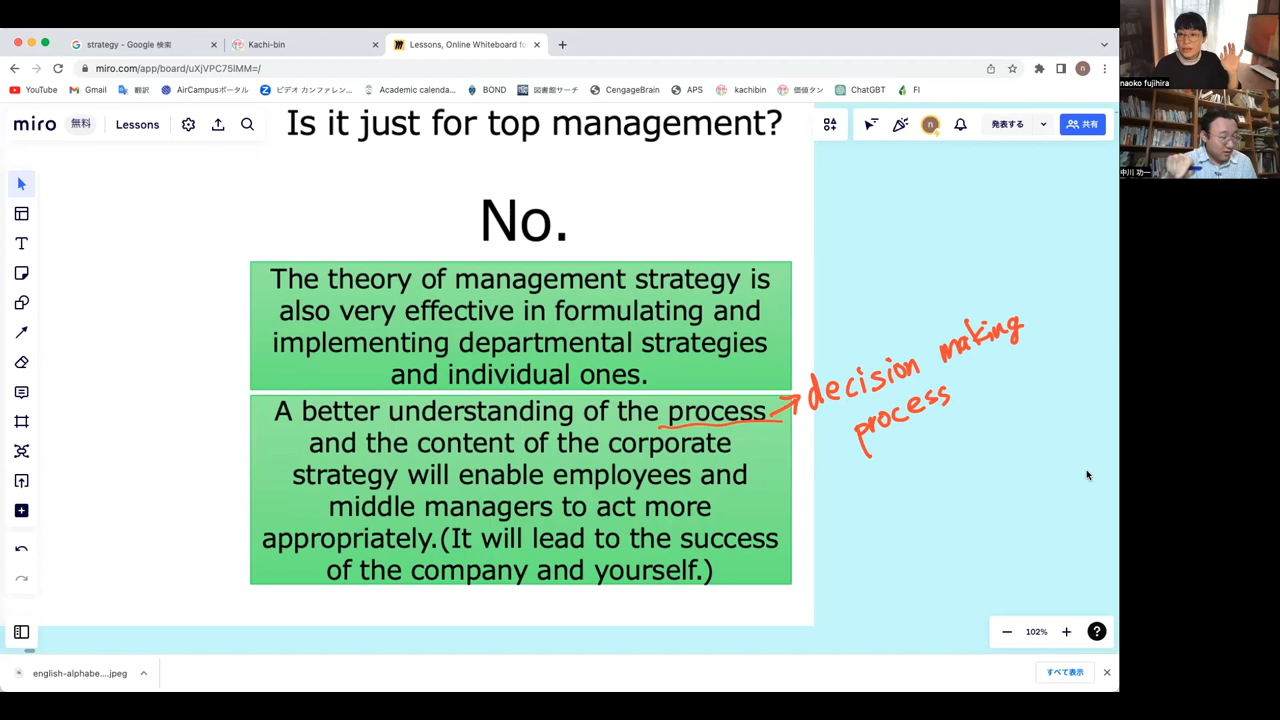 strategy - Google 検索
Kachi-bin
Lessons, Online Whiteboard for
miro.com/app/board/uXjVPC75IMM=/
YouTube
Gmail
翻訳
AirCampusポータル
ビデオ カンファレン...
Academic calenda...
BOND
図書館サーチ
CengageBrain
APS
kachibin
価値タン
ChatGBT
FI
miro
無料
Lessons
発表する
共有
Is it just for top management?
No.
The theory of management strategy is
also very effective in formulating and
implementing departmental strategies
and individual ones.
A better understanding of the process
and the content of the corporate
strategy will enable employees and
middle managers to act more
appropriately.(It will lead to the success
of the company and yourself.)
decision making
process
102%
english-alphabe....jpeg
すべて表示
naoko fujihira
中川 功一